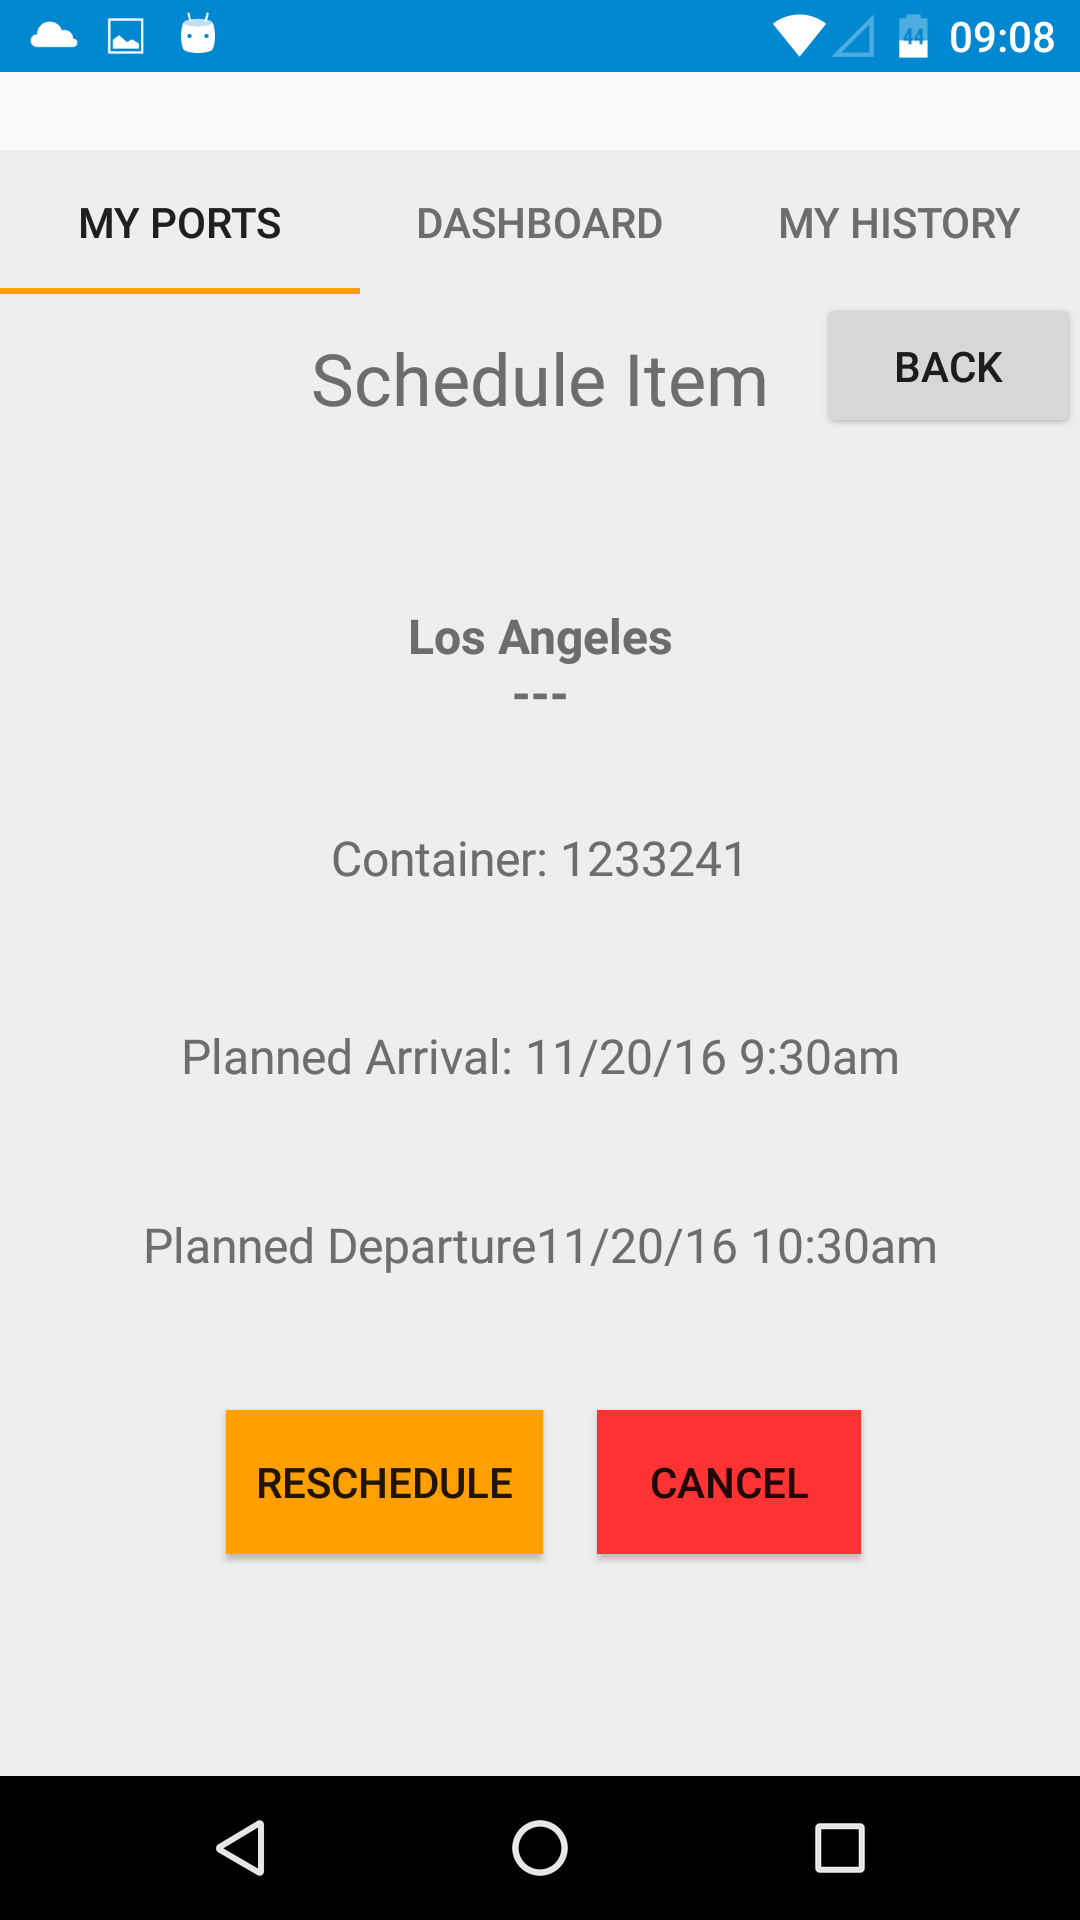 44 09:08
MY PORTS DASHBOARD MY HISTORY
Schedule Item BACK
Los Angeles
---
Container: 1233241
Planned Arrival: 11/20/16 9:30am
Planned Departure11/20/16 10:30am
RESCHEDULE CANCEL